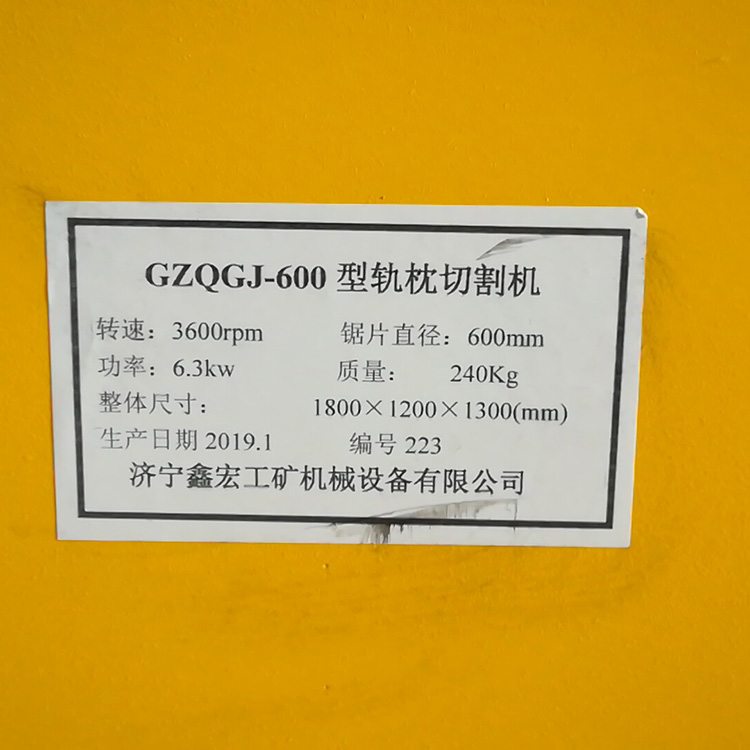 GZQGJ-600 型轨枕切割机
转速：3600rpm 锯片直径：600mm
功率：6.3kw 质量： 240Kg
整体尺寸： 1800×1200×1300(mm)
生产日期 2019.1 编号 223
济宁鑫宏工矿机械设备有限公司